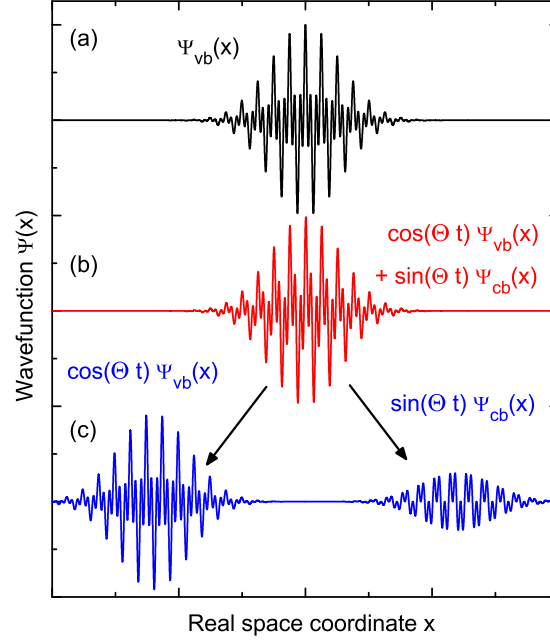 (a)
Ψvb(x)
Wavefunction Ψ(x)
(b)
cos(Θ t) Ψvb(x)
+ sin(Θ t) Ψcb(x)
cos(Θ t) Ψvb(x)
sin(Θ t) Ψcb(x)
(c)
Real space coordinate x